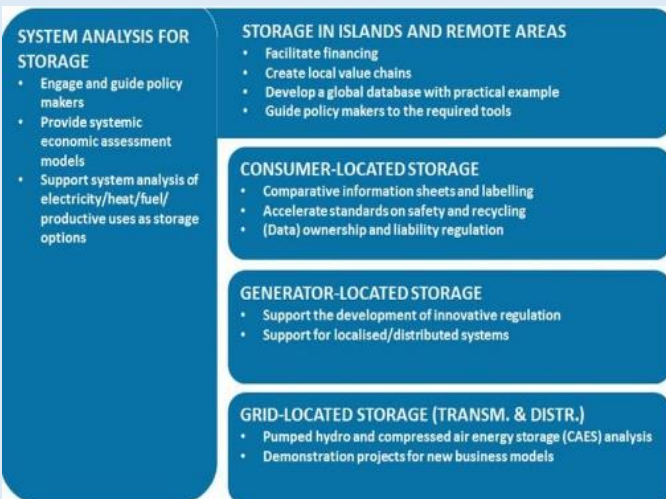 SYSTEM ANALYSIS FOR
STORAGE
• Engage and guide policy
makers
• Provide systemic
economic assessment
models
• Support system analysis of
electricity/heat/fuel/
productive uses as storage
options
STORAGE IN ISLANDS AND REMOTE AREAS
• Facilitate financing
• Create local value chains
• Develop a global database with practical example
• Guide policy makers to the required tools
CONSUMER-LOCATED STORAGE
• Comparative information sheets and labelling
• Accelerate standards on safety and recycling
• (Data) ownership and liability regulation
GENERATOR-LOCATED STORAGE
• Support the development of innovative regulation
• Support for localised/distributed systems
GRID-LOCATED STORAGE (TRANSM. & DISTR.)
• Pumped hydro and compressed air energy storage (CAES) analysis
• Demonstration projects for new business models